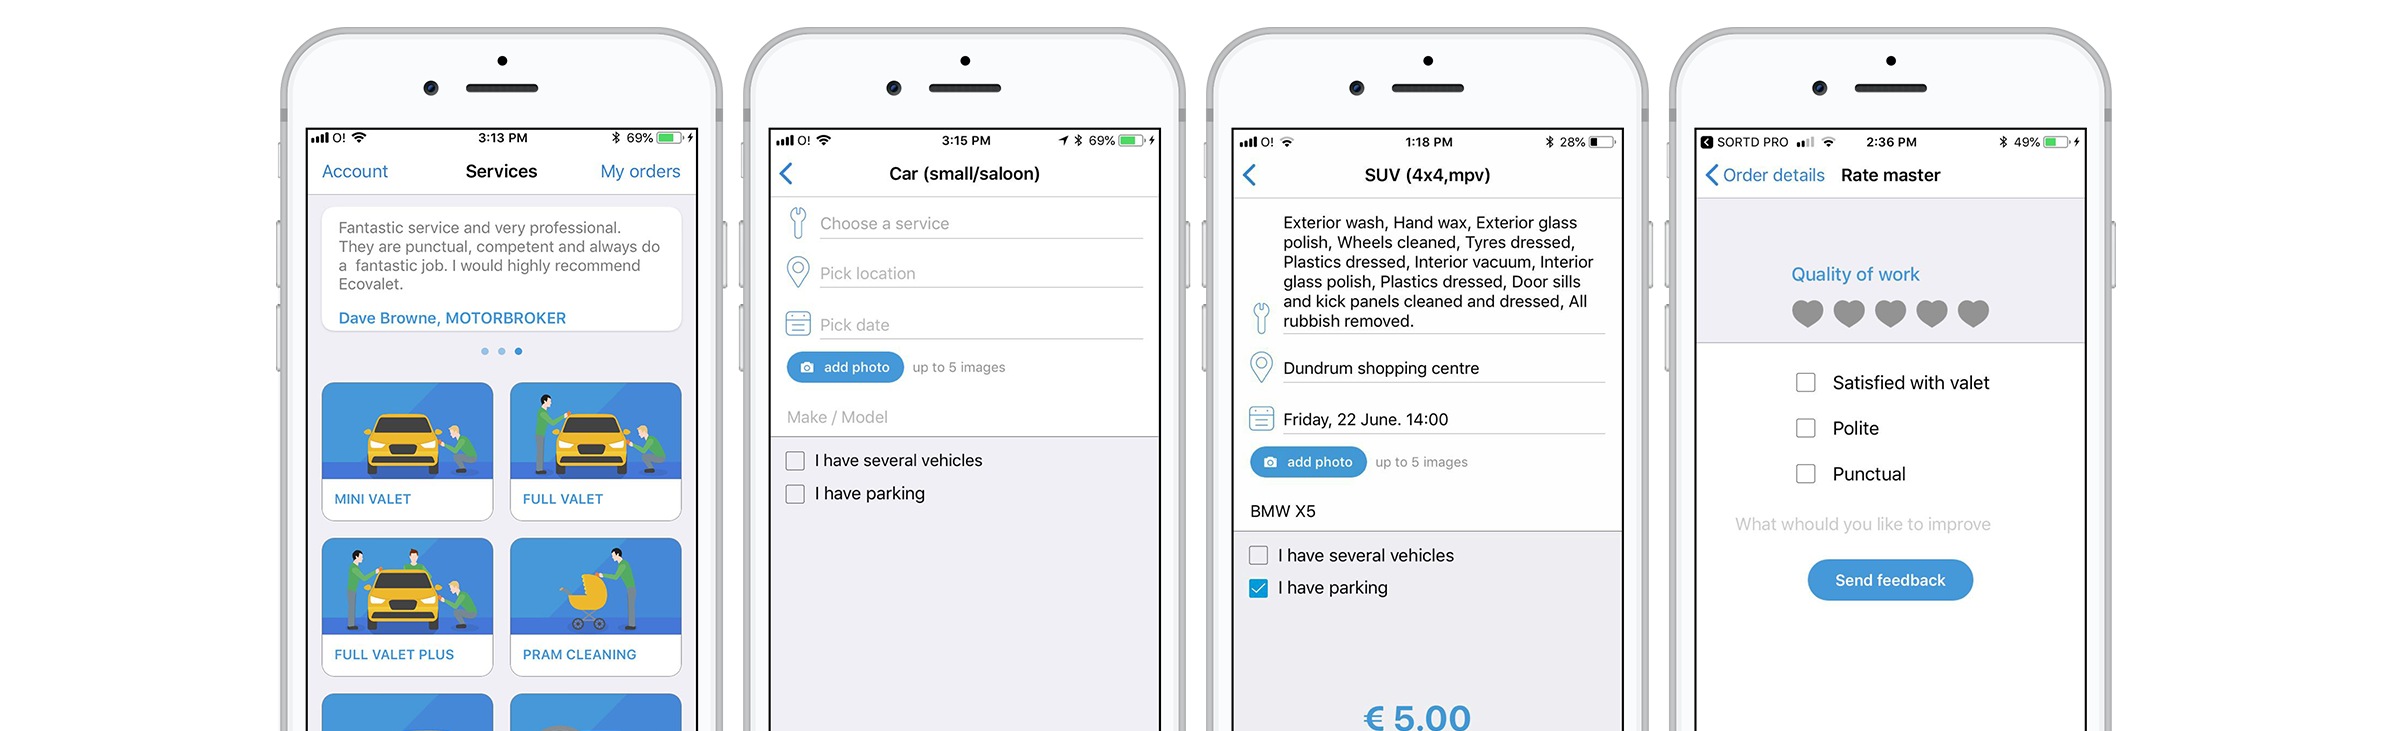 O! 3:13 PM 69%
Account Services My orders
Fantastic service and very professional.
They are punctual, competent and always do
a fantastic job. I would highly recommend
Ecovalet.
Dave Browne, MOTORBROKER
MINI VALET FULL VALET
FULL VALET PLUS PRAM CLEANING
O! 3:15 PM 69%
Car (small/saloon)
Choose a service
Pick location
Pick date
add photo up to 5 images
Make / Model
I have several vehicles
I have parking
O! 1:18 PM 28%
SUV (4x4,mpv)
Exterior wash, Hand wax, Exterior glass
polish, Wheels cleaned, Tyres dressed,
Plastics dressed, Interior vacuum, Interior
glass polish, Plastics dressed, Door sills
and kick panels cleaned and dressed, All
rubbish removed.
Dundrum shopping centre
Friday, 22 June. 14:00
add photo up to 5 images
BMW X5
I have several vehicles
I have parking
€ 5.00
SORTD PRO 2:36 PM 49%
Order details Rate master
Quality of work
Satisfied with valet
Polite
Punctual
What whould you like to improve
Send feedback